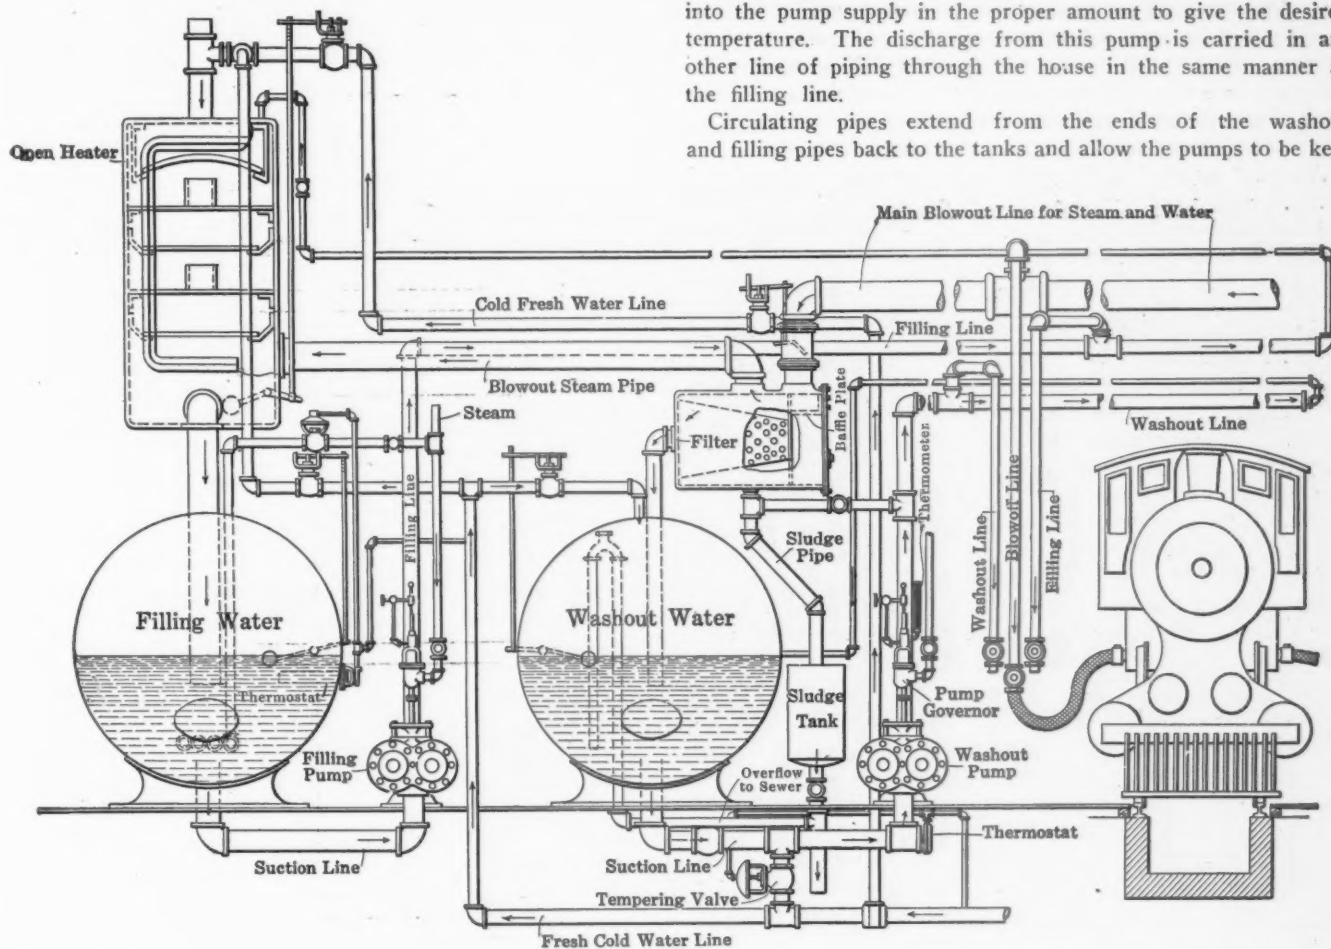 into the pump supply in the proper amount to give the desire
temperature. The discharge from this pump is carried in a
other line of piping through the house in the same manner
the filling line.
Circulating pipes extend from the ends of the washo
and filling pipes back to the tanks and allow the pumps to be ke
Open Heater
Main Blowout Line for Steam and Water
Cold Fresh Water Line
Filling Line
Blowout Steam Pipe
Steam
Filter
Baffle Plate
Washout Line
Filling Line
Thermometer
Sludge
Pipe
Washout Line
Blowoff Line
Filling Line
Filling Water
Washout Water
Thermostat
Sludge
Tank
Pump
Governor
Filling
Pump
Washout
Pump
Overflow
to Sewer
Thermostat
Suction Line
Suction Line
Tempering Valve
Fresh Cold Water Line